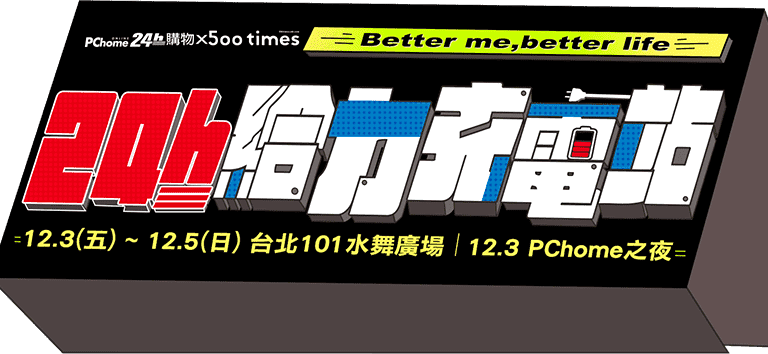 PChome 24h購物×500 times
Better me,better life
24h給力充電站
12.3(五) ~ 12.5(日) 台北101水舞廣場｜12.3 PChome之夜